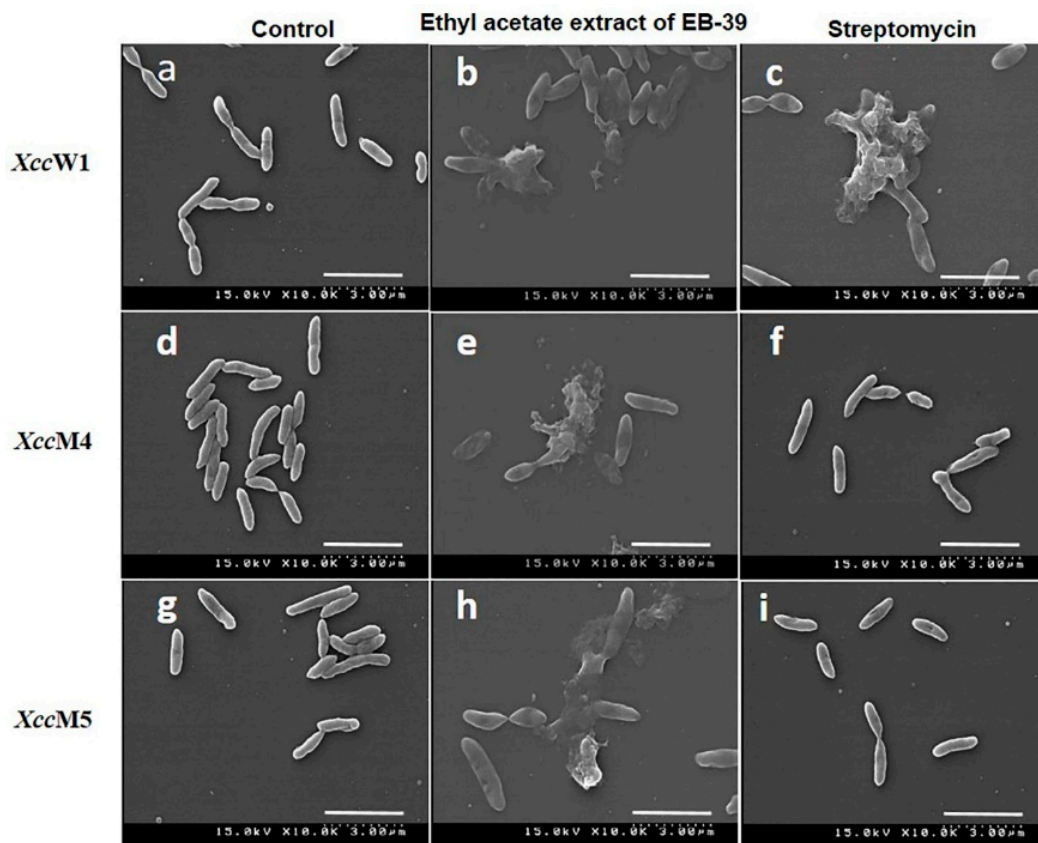 Control Ethyl acetate extract of EB-39 Streptomycin
XccW1
a b c
15.0kV X10.0K 3.00µm 15.0kV X10.0K 3.00µm 15.0kV X10.0K 3.00µm
XccM4
d e f
15.0kV X10.0K 3.00µm 15.0kV X10.0K 3.00µm 15.0kV X10.0K 3.00µm
XccM5
g h i
15.0kV X10.0K 3.00µm 15.0kV X10.0K 3.00µm 15.0kV X10.0K 3.00µm